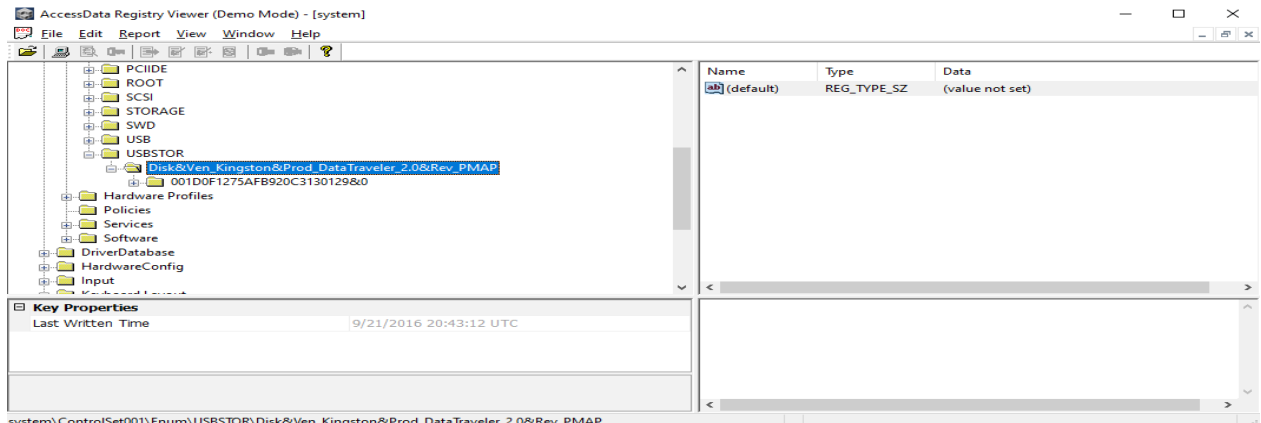 AccessData Registry Viewer (Demo Mode) - [system]
File Edit Report View Window Help
PCIIDE
ROOT
SCSI
STORAGE
SWD
USB
USBSTOR
Disk&Ven_Kingston&Prod_DataTraveler_2.0&Rev_PMAP
001D0F1275AFB920C3130129&0
Hardware Profiles
Policies
Services
Software
DriverDatabase
HardwareConfig
Input
Keyboard Layout
Name Type Data
ab (default) REG_TYPE_SZ (value not set)
Key Properties
Last Written Time 9/21/2016 20:43:12 UTC
system\ControlSet001\Enum\USBSTOR\Disk&Ven_Kingston&Prod_DataTraveler_2.0&Rev_PMAP